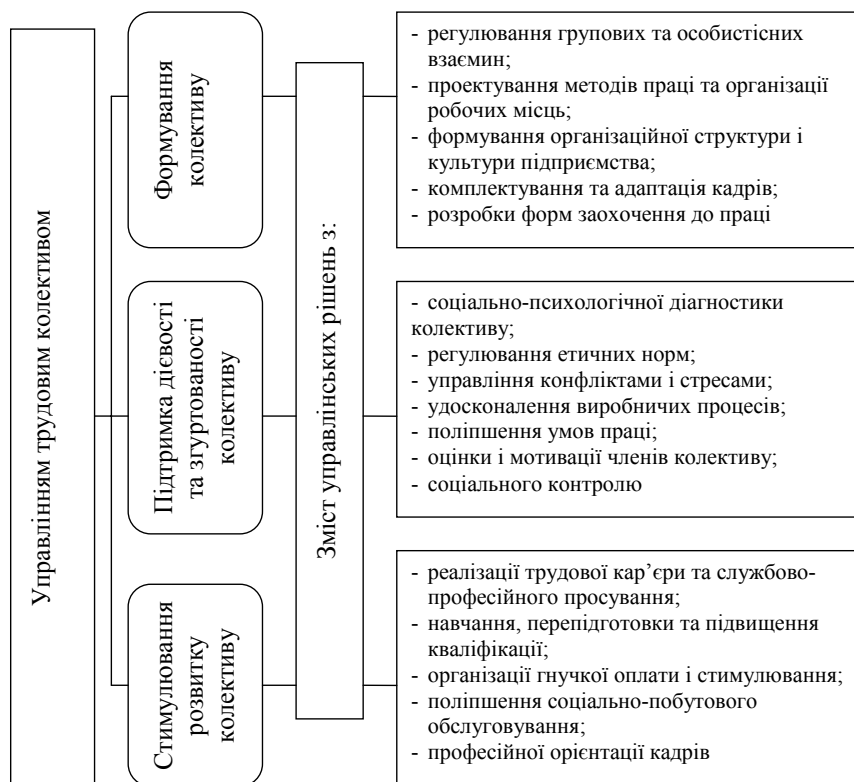 Управлінням трудовим колективом
Формування
колективу
Підтримка дієвості
та згуртованості
колективу
Стимулювання
розвитку
колективу
Зміст управлінських рішень з:
- регулювання групових та особистісних
взаємин;
- проектування методів праці та організації
робочих місць;
- формування організаційної структури і
культури підприємства;
- комплектування та адаптація кадрів;
- розробки форм заохочення до праці
- соціально-психологічної діагностики
колективу;
- регулювання етичних норм;
- управління конфліктами і стресами;
- удосконалення виробничих процесів;
- поліпшення умов праці;
- оцінки і мотивації членів колективу;
- соціального контролю
- реалізації трудової кар’єри та службово-
професійного просування;
- навчання, перепідготовки та підвищення
кваліфікації;
- організації гнучкої оплати і стимулювання;
- поліпшення соціально-побутового
обслуговування;
- професійної орієнтації кадрів